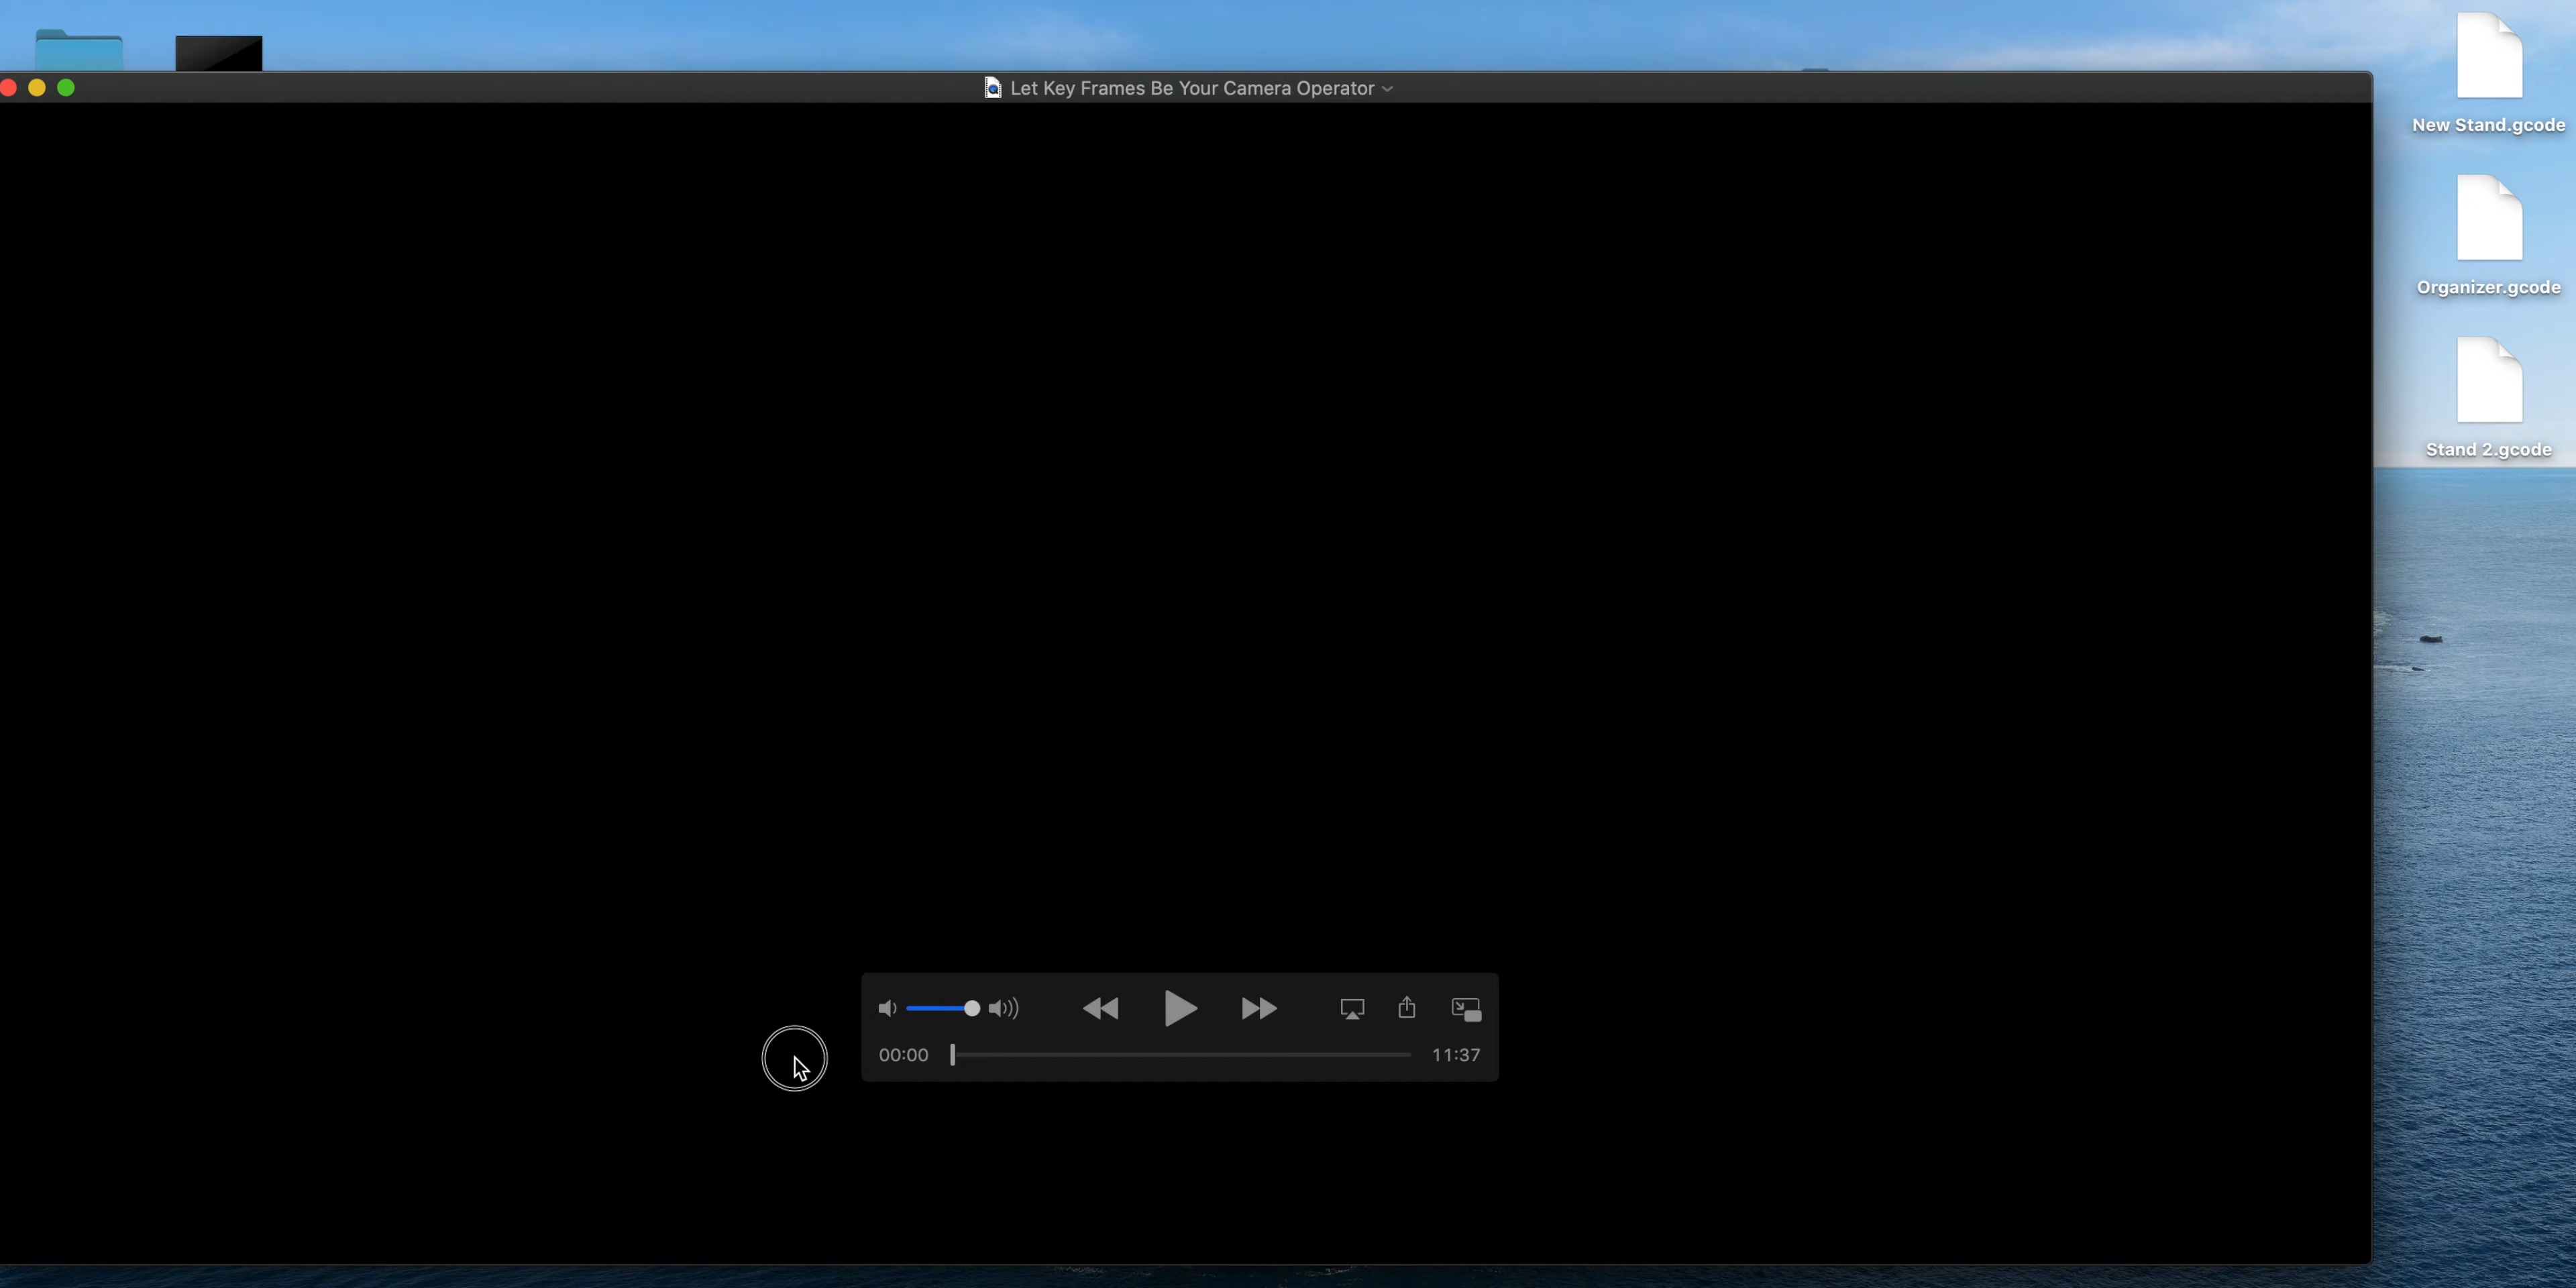 Let Key Frames Be Your Camera Operator
New Stand.gcode
Organizer.gcode
Stand 2.gcode
00:00
11:37